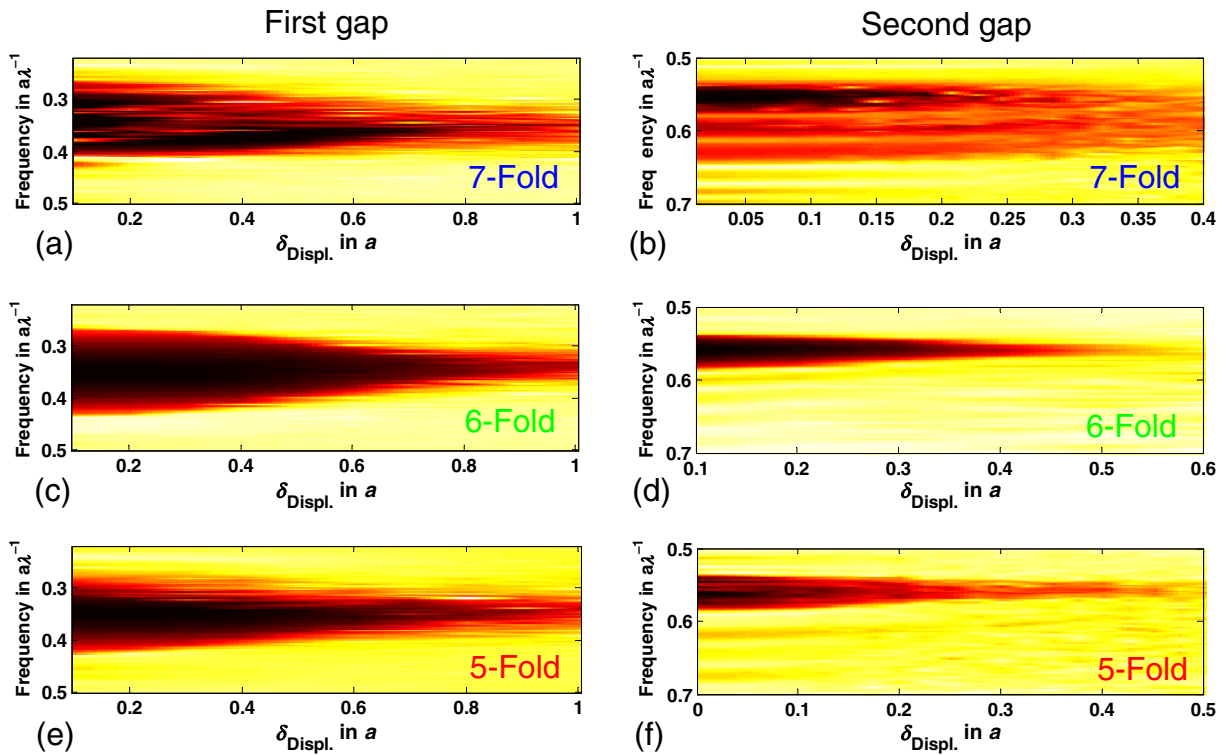 First gap
Second gap
Frequency in aλ⁻¹
0.3
0.4
0.5
0.2 0.4 0.6 0.8 1
δDispl. in a
7-Fold
(a)
Freq ency in aλ⁻¹
0.5
0.6
0.7
0.05 0.1 0.15 0.2 0.25 0.3 0.35 0.4
δDispl. in a
7-Fold
(b)
Frequency in aλ⁻¹
0.3
0.4
0.5
0.2 0.4 0.6 0.8 1
δDispl. in a
6-Fold
(c)
Frequency in aλ⁻¹
0.5
0.6
0.7
0.1 0.2 0.3 0.4 0.5 0.6
δDispl. in a
6-Fold
(d)
Frequency in aλ⁻¹
0.3
0.4
0.5
0.2 0.4 0.6 0.8 1
δDispl. in a
5-Fold
(e)
Frequency in aλ⁻¹
0.5
0.6
0.7
0 0.1 0.2 0.3 0.4 0.5
δDispl. in a
5-Fold
(f)